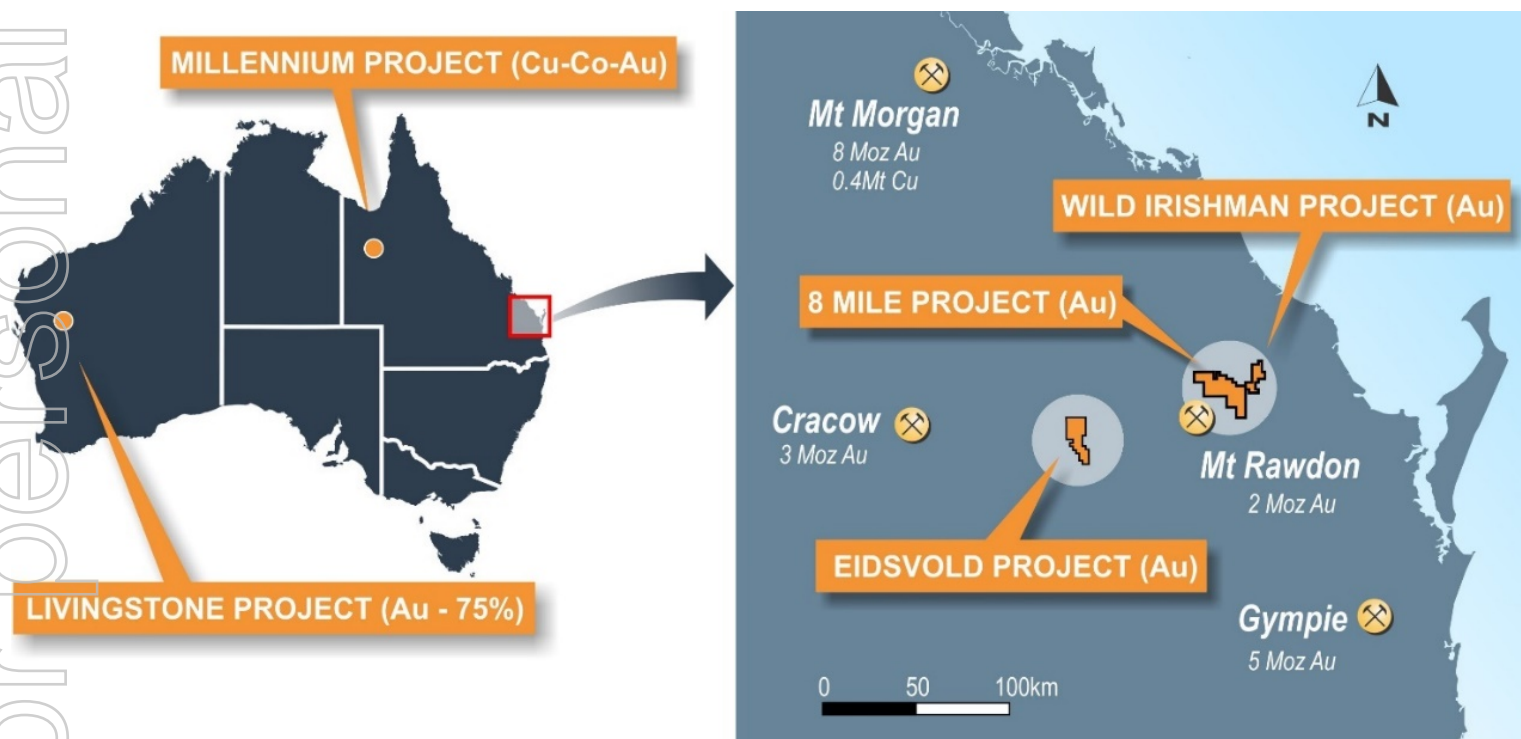 or personal
MILLENNIUM PROJECT (Cu-Co-Au)
LIVINGSTONE PROJECT (Au - 75%)
Mt Morgan
8 Moz Au
0.4Mt Cu
N
WILD IRISHMAN PROJECT (Au)
8 MILE PROJECT (Au)
Cracow
3 Moz Au
Mt Rawdon
2 Moz Au
EIDSVOLD PROJECT (Au)
Gympie
5 Moz Au
0 50 100km